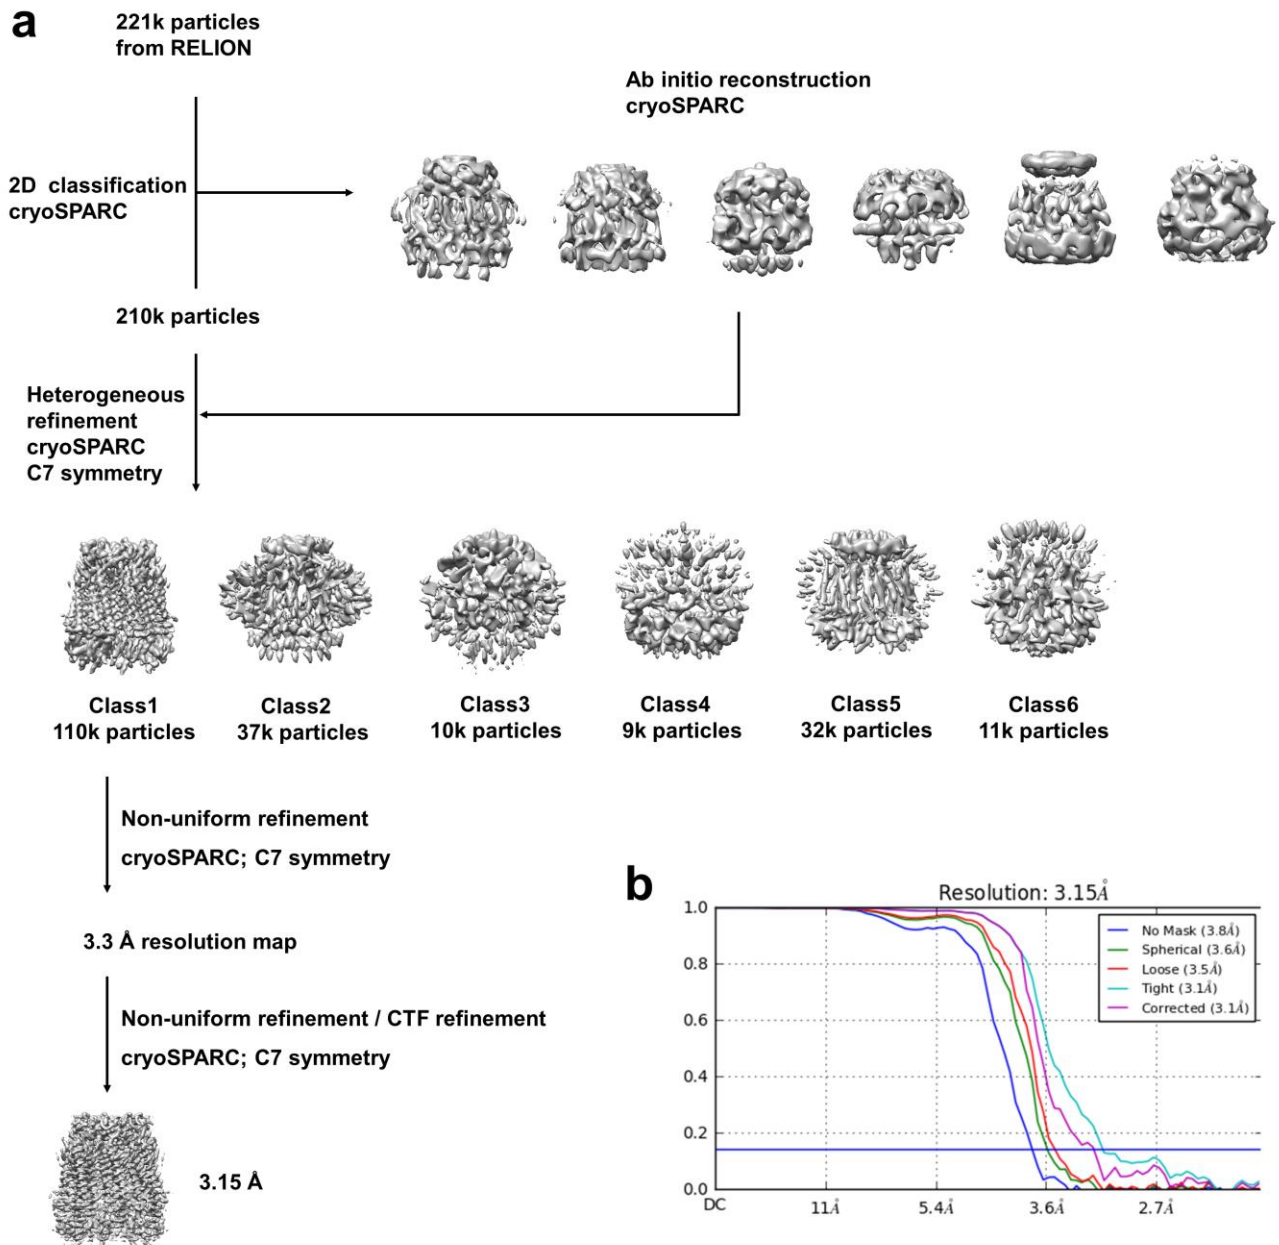 a
221k particles
from RELION
Ab initio reconstruction
cryoSPARC
2D classification
cryoSPARC
210k particles
Heterogeneous
refinement
cryoSPARC
C7 symmetry
Class1
110k particles
Class2
37k particles
Class3
10k particles
Class4
9k particles
Class5
32k particles
Class6
11k particles
Non-uniform refinement
cryoSPARC; C7 symmetry
3.3 Å resolution map
Non-uniform refinement / CTF refinement
cryoSPARC; C7 symmetry
3.15 Å
b
Resolution: 3.15Å
No Mask (3.8Å)
Spherical (3.6Å)
Loose (3.5Å)
Tight (3.1Å)
Corrected (3.1Å)
1.0
0.8
0.6
0.4
0.2
0.0
DC
11Å
5.4Å
3.6Å
2.7Å